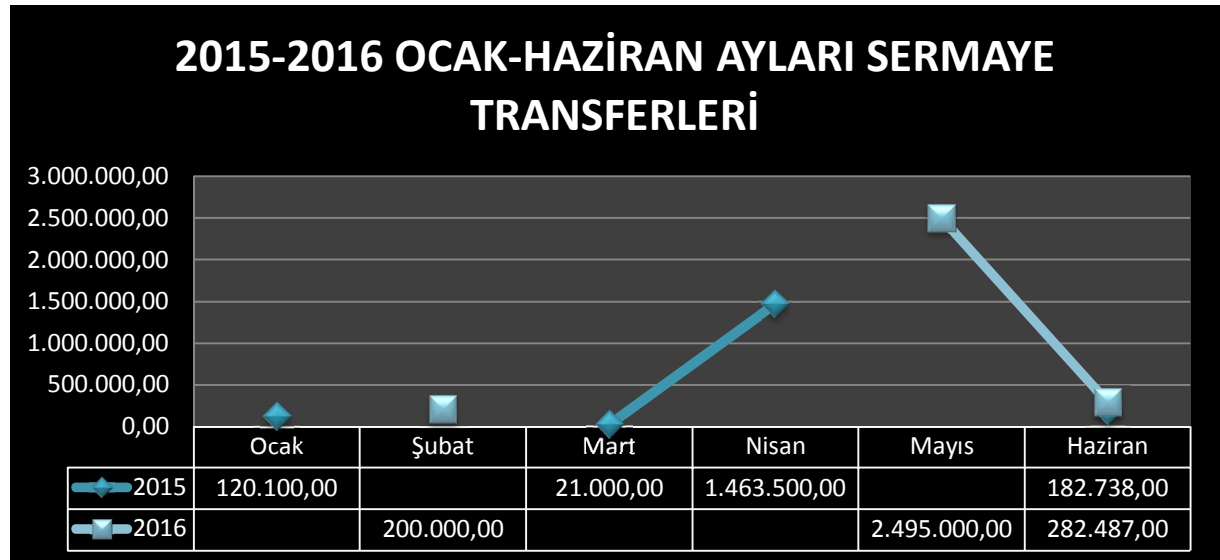 2015-2016 OCAK-HAZİRAN AYLARI SERMAYE
TRANSFERLERİ
3.000.000,00
2.500.000,00
2.000.000,00
1.500.000,00
1.000.000,00
500.000,00
0,00
Ocak Şubat Mart Nisan Mayıs Haziran
2015 120.100,00 21.000,00 1.463.500,00 182.738,00
2016 200.000,00 2.495.000,00 282.487,00